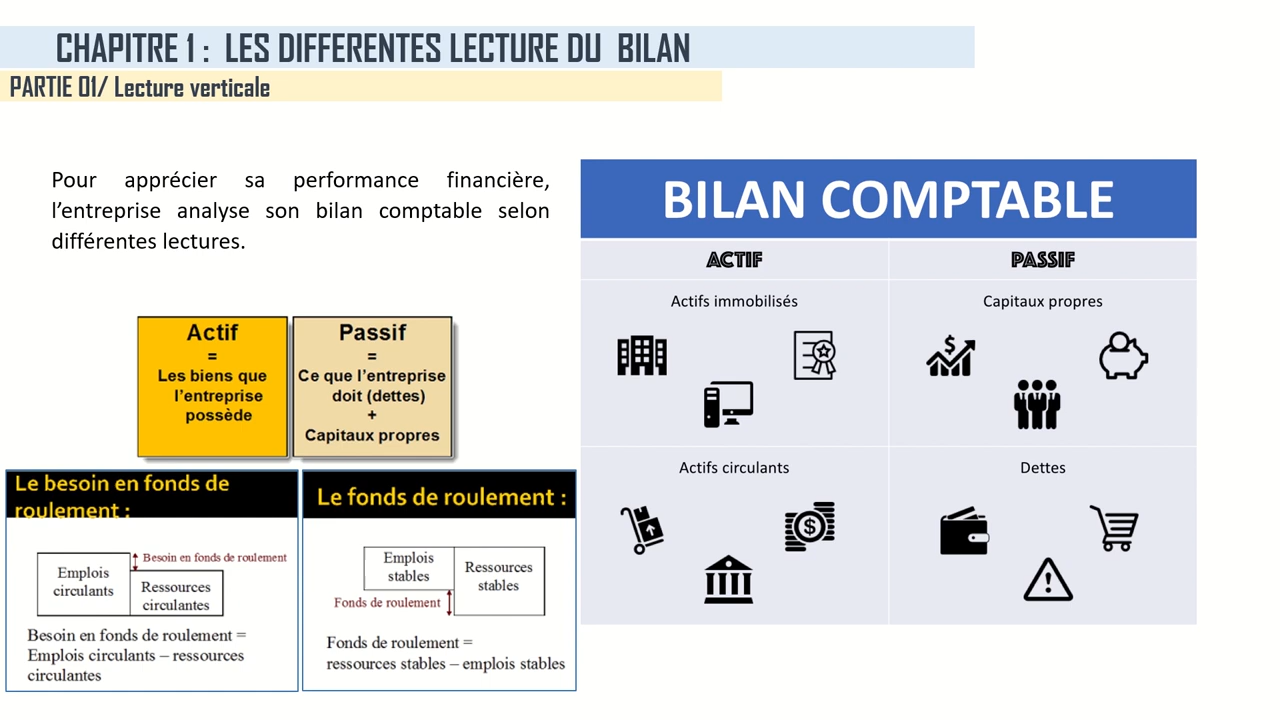 CHAPITRE 1 : LES DIFFERENTES LECTURE DU BILAN
PARTIE 01/ Lecture verticale
Pour apprécier sa performance financière,
l’entreprise analyse son bilan comptable selon
différentes lectures.
Actif
=
Les biens que
l’entreprise
possède
Passif
=
Ce que l’entreprise
doit (dettes)
+
Capitaux propres
Le besoin en fonds de
roulement :
Emplois
circulants
Besoin en fonds de roulement
Ressources
circulantes
Besoin en fonds de roulement =
Emplois circulants – ressources
circulantes
Le fonds de roulement :
Emplois
stables
Ressources
stables
Fonds de roulement
Fonds de roulement =
ressources stables – emplois stables
BILAN COMPTABLE
ACTIF
PASSIF
Actifs immobilisés
Capitaux propres
$
Actifs circulants
Dettes
$
!